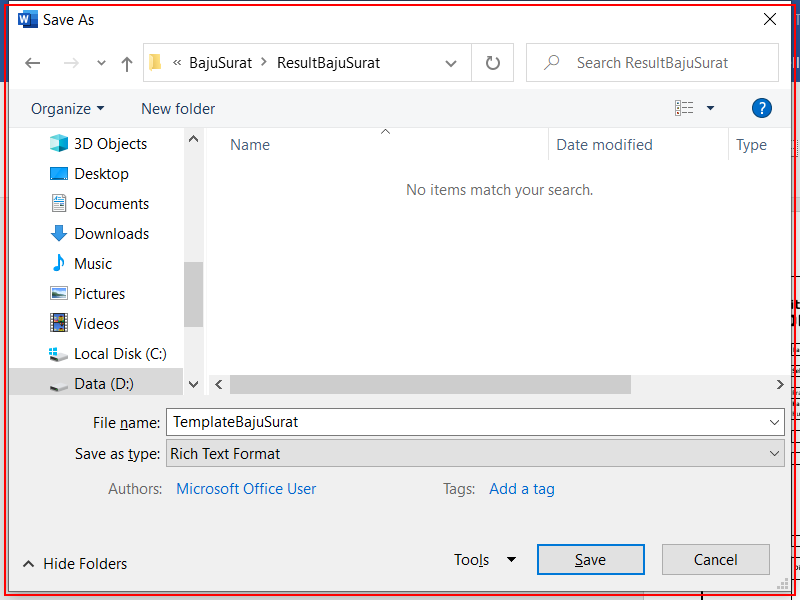 Save As
« BajuSurat > ResultBajuSurat
Search ResultBajuSurat
Organize
New folder
?
3D Objects
Desktop
Documents
Downloads
Music
Pictures
Videos
Local Disk (C:)
Data (D:)
Name
Date modified
Type
No items match your search.
File name: TemplateBajuSurat
Save as type: Rich Text Format
Authors: Microsoft Office User
Tags: Add a tag
Hide Folders
Tools
Save
Cancel